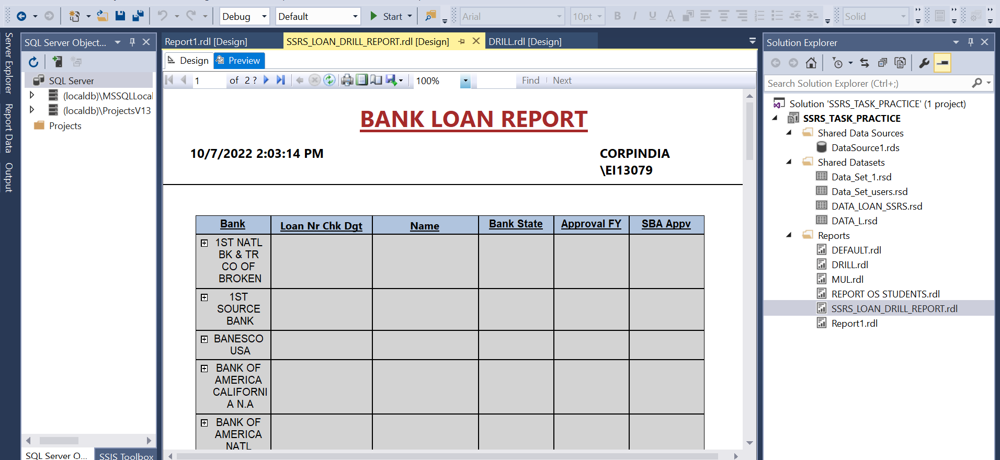 Debug
Default
Start
Arial
10pt
B I U A
Solid
Server Explorer
Report Data
Output
SQL Server Object...
SQL Server
(localdb)\MSSQLLocal
(localdb)\ProjectsV13
Projects
SQL Server O...
SSIS Toolbox
Report1.rdl [Design]
SSRS_LOAN_DRILL_REPORT.rdl [Design]
DRILL.rdl [Design]
Design
Preview
1 of 2 ?
100%
Find
Next
BANK LOAN REPORT
10/7/2022 2:03:14 PM
CORPINDIA
\EI13079
Bank
Loan Nr Chk Dgt
Name
Bank State
Approval FY
SBA Appv
1ST NATL
BK & TR
CO OF
BROKEN
1ST
SOURCE
BANK
BANESCO
USA
BANK OF
AMERICA
CALIFORNI
A N.A
BANK OF
AMERICA
NATL
Solution Explorer
Search Solution Explorer (Ctrl+;)
Solution 'SSRS_TASK_PRACTICE' (1 project)
SSRS_TASK_PRACTICE
Shared Data Sources
DataSource1.rds
Shared Datasets
Data_Set_1.rsd
Data_Set_users.rsd
DATA_LOAN_SSRS.rsd
DATA_L.rsd
Reports
DEFAULT.rdl
DRILL.rdl
MUL.rdl
REPORT OS STUDENTS.rdl
SSRS_LOAN_DRILL_REPORT.rdl
Report1.rdl